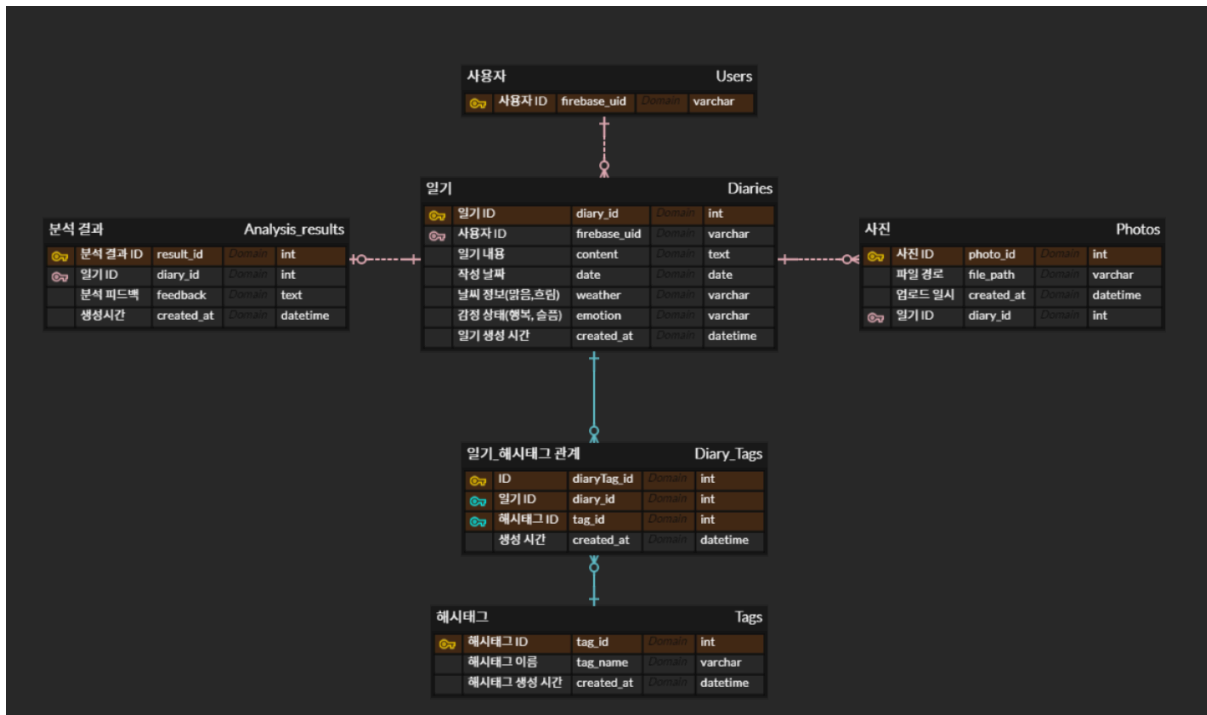 사용자 Users
사용자 ID firebase_uid Domain varchar
일기 Diaries
일기 ID diary_id Domain int
사용자 ID firebase_uid Domain varchar
일기 내용 content Domain text
작성 날짜 date Domain date
날씨 정보(맑음,흐림) weather Domain varchar
감정 상태(행복, 슬픔) emotion Domain varchar
일기 생성 시간 created_at Domain datetime
분석 결과 Analysis_results
분석 결과 ID result_id Domain int
일기 ID diary_id Domain int
분석 피드백 feedback Domain text
생성시간 created_at Domain datetime
사진 Photos
사진 ID photo_id Domain int
파일 경로 file_path Domain varchar
업로드 일시 created_at Domain datetime
일기 ID diary_id Domain int
일기_해시태그 관계 Diary_Tags
ID diaryTag_id Domain int
일기 ID diary_id Domain int
해시태그 ID tag_id Domain int
생성 시간 created_at Domain datetime
해시태그 Tags
해시태그 ID tag_id Domain int
해시태그 이름 tag_name Domain varchar
해시태그 생성 시간 created_at Domain datetime